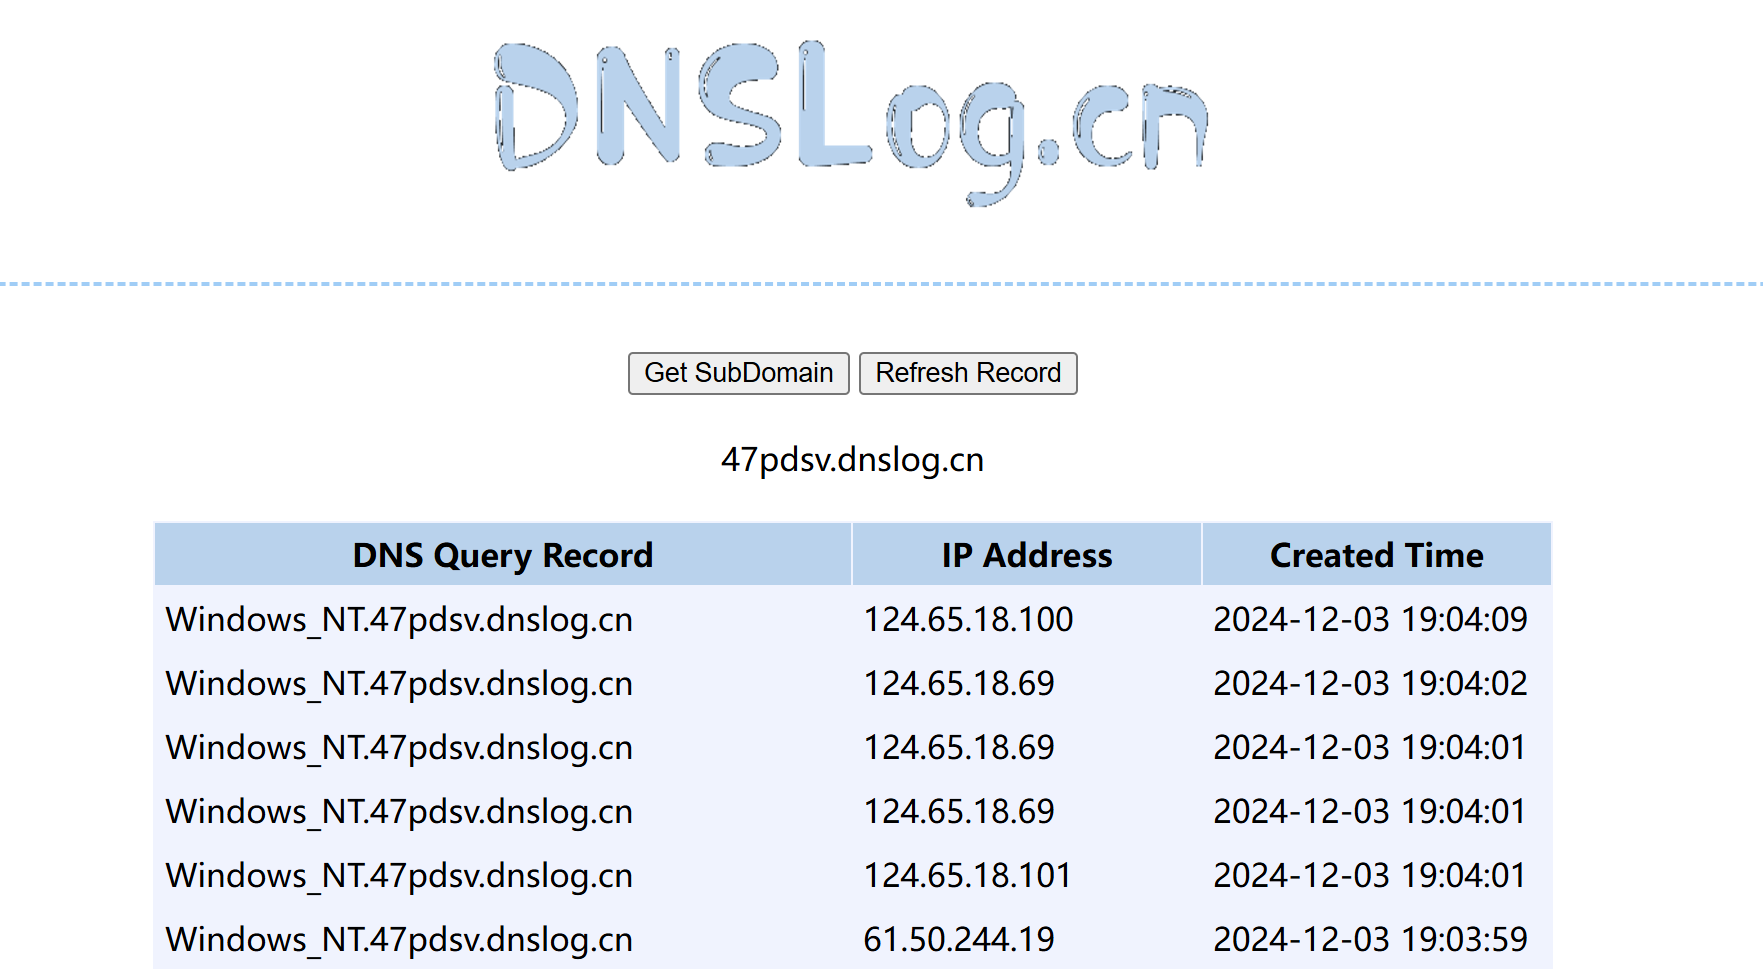 DNSLog.cn
Get SubDomain Refresh Record
47pdsv.dnslog.cn
DNS Query Record IP Address Created Time
Windows_NT.47pdsv.dnslog.cn 124.65.18.100 2024-12-03 19:04:09
Windows_NT.47pdsv.dnslog.cn 124.65.18.69 2024-12-03 19:04:02
Windows_NT.47pdsv.dnslog.cn 124.65.18.69 2024-12-03 19:04:01
Windows_NT.47pdsv.dnslog.cn 124.65.18.69 2024-12-03 19:04:01
Windows_NT.47pdsv.dnslog.cn 124.65.18.101 2024-12-03 19:04:01
Windows_NT.47pdsv.dnslog.cn 61.50.244.19 2024-12-03 19:03:59